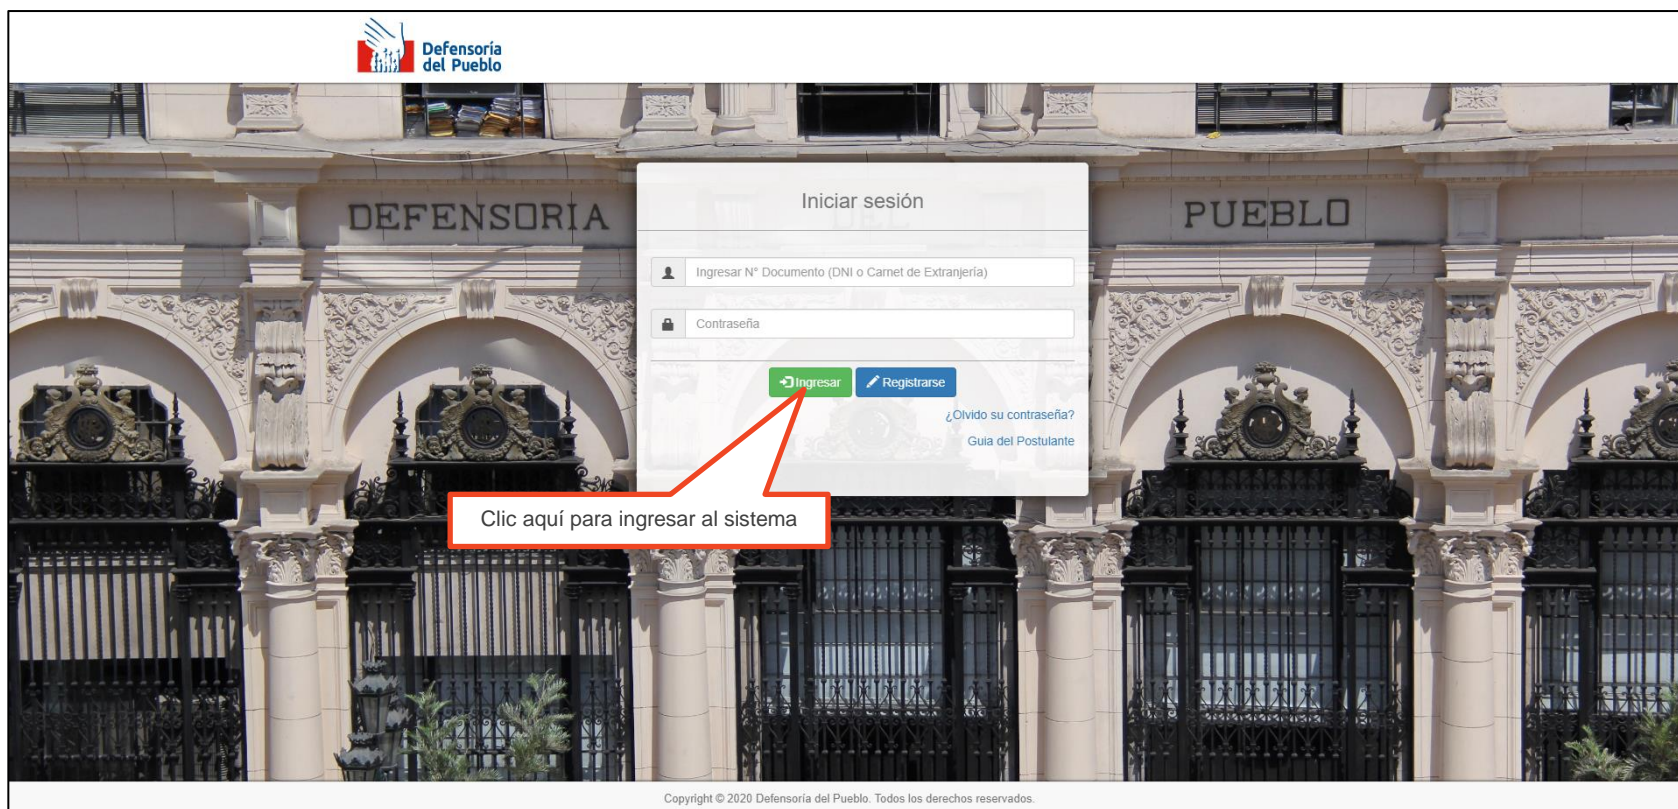 Defensoría
del Pueblo
DEFENSORIA DEL PUEBLO
Iniciar sesión
Ingresar N° Documento (DNI o Carnet de Extranjería)
Contraseña
Ingresar Registrarse
¿Olvido su contraseña?
Guia del Postulante
Clic aquí para ingresar al sistema
Copyright © 2020 Defensoría del Pueblo. Todos los derechos reservados.